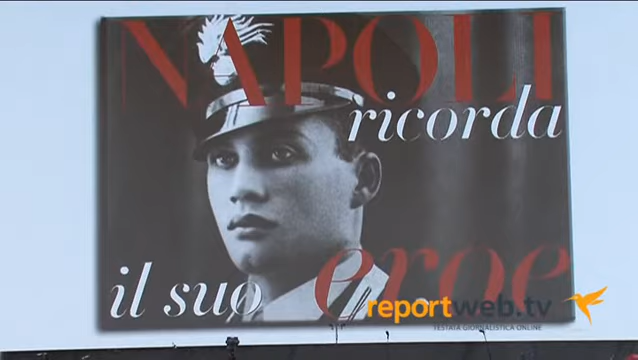 NAPOLI
ricorda
il suo
eroe
reportweb.tv
TESTATA GIORNALISTICA ONLINE